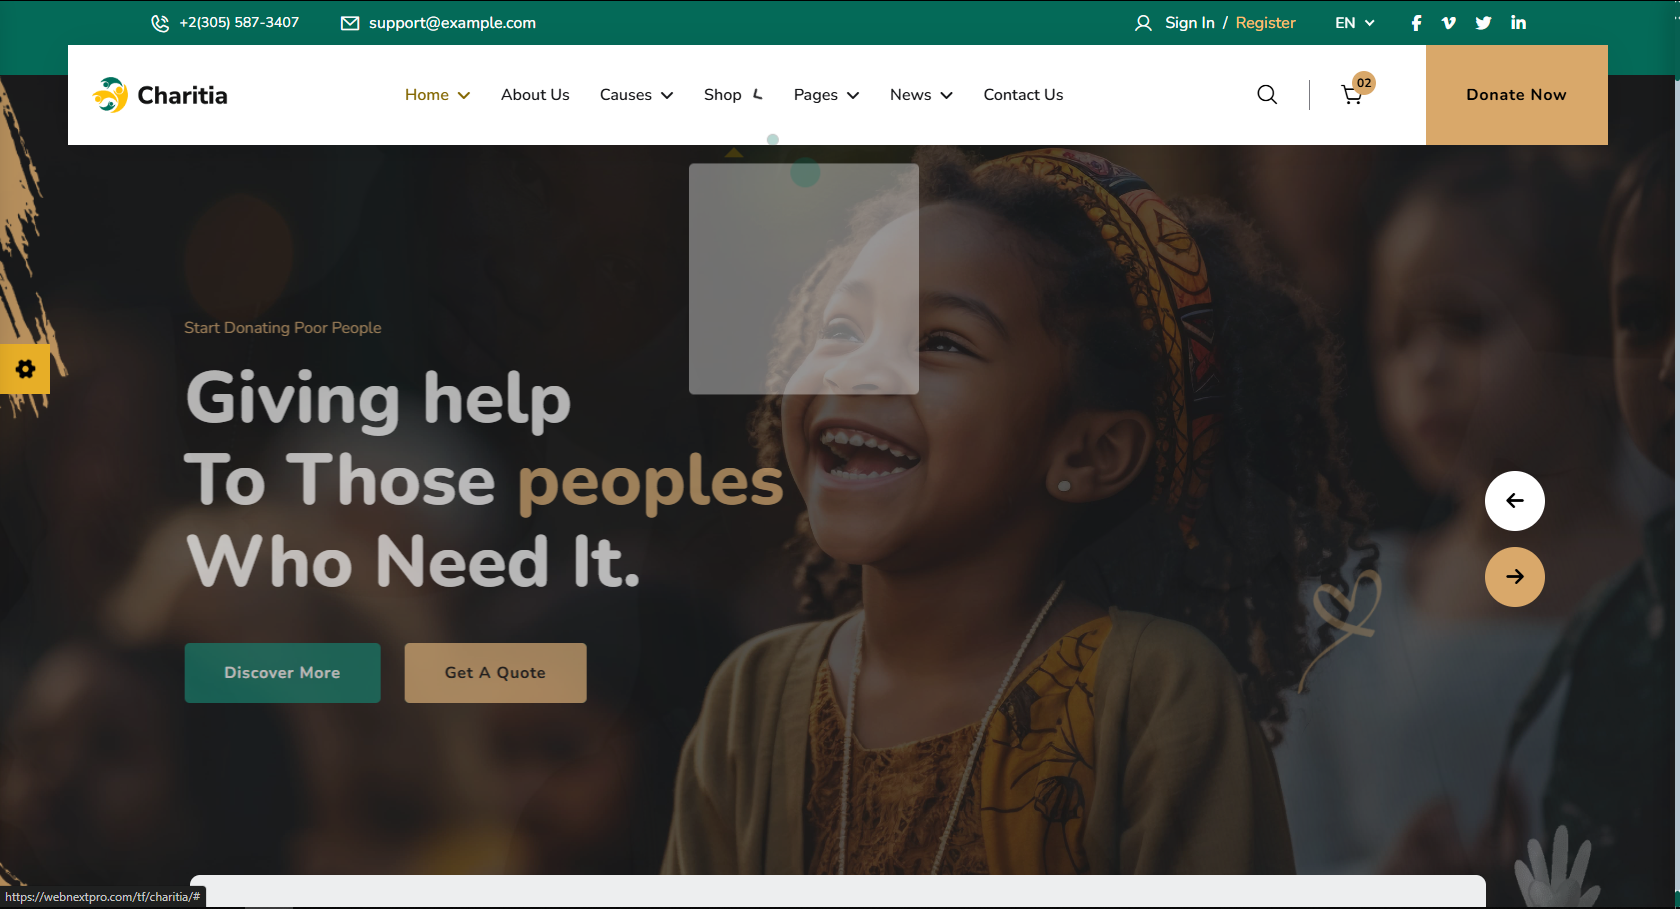 +2(305) 587-3407
support@example.com
Sign In / Register
EN
Charitia
Home
About Us
Causes
Shop
Pages
News
Contact Us
02
Donate Now
Start Donating Poor People
Giving help
To Those peoples
Who Need It.
Discover More
Get A Quote
https://webnextpro.com/tf/charitia/#